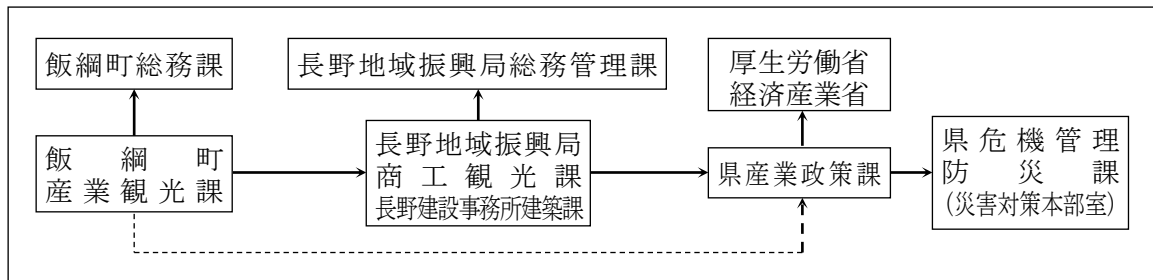 飯綱町総務課
長野地域振興局総務管理課
厚生労働省
経済産業省
飯綱町
産業観光課
長野地域振興局
商工観光課
長野建設事務所建築課
県産業政策課
県危機管理
防災課
(災害対策本部室)